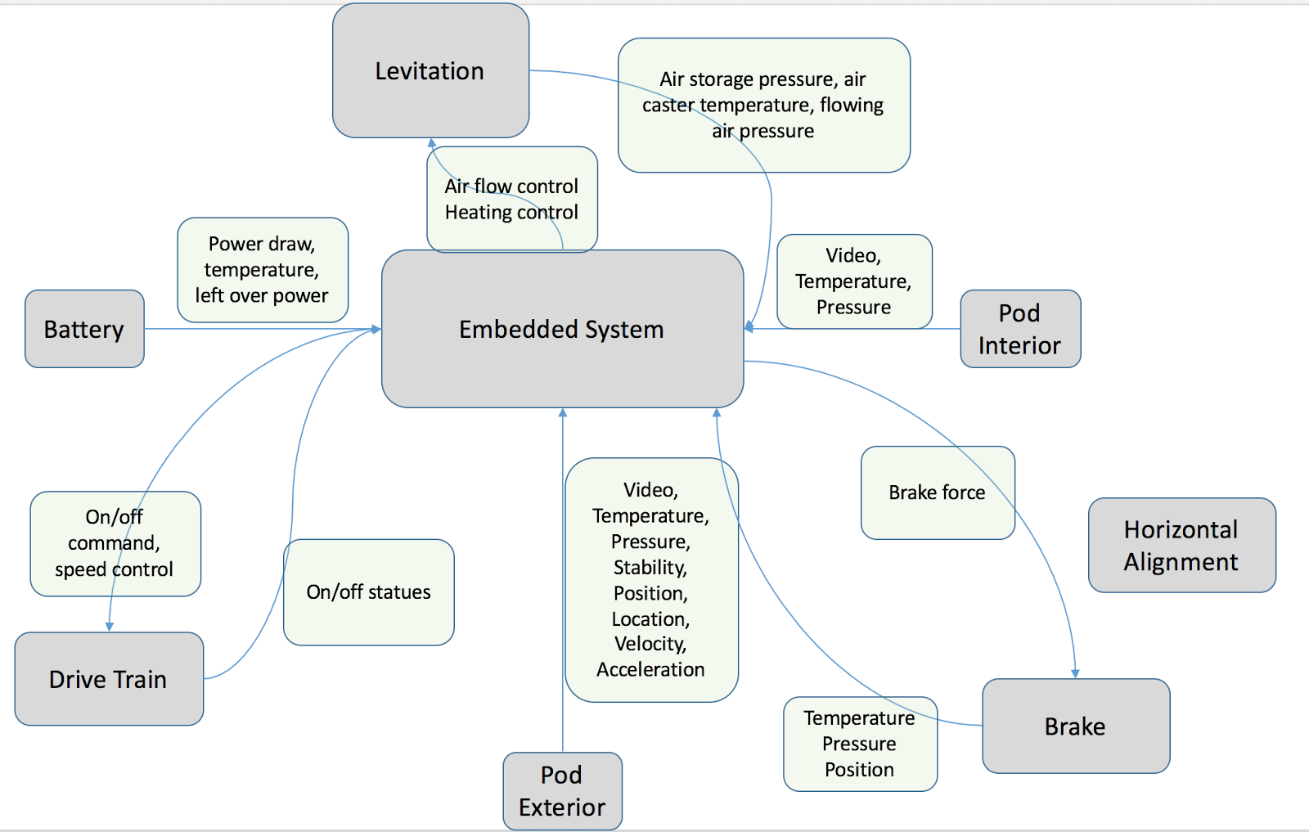 Levitation
Air storage pressure, air
caster temperature, flowing
air pressure
Air flow control
Heating control
Power draw,
temperature,
left over power
Video,
Temperature,
Pressure
Battery
Embedded System
Pod
Interior
On/off
command,
speed control
On/off statues
Video,
Temperature,
Pressure,
Stability,
Position,
Location,
Velocity,
Acceleration
Brake force
Horizontal
Alignment
Drive Train
Temperature
Pressure
Position
Brake
Pod
Exterior